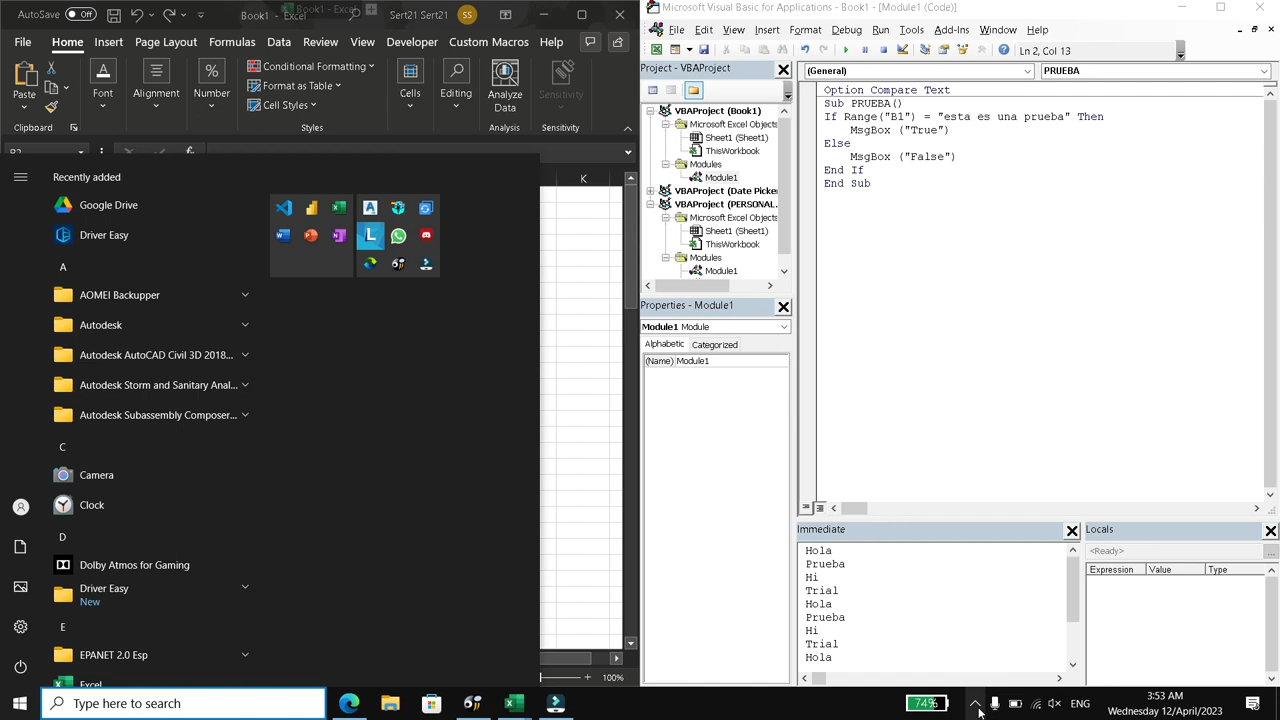 AutoSave Off Book1 - Excel Sert21 Sert21 SS
File Home Insert Page Layout Formulas Data Review View Developer Custom Macros Help
Paste Font Alignment Number Conditional Formatting Format as Table Cell Styles Cells Editing Analyze Data Sensitivity
Clipboard Styles Analysis Sensitivity
K
100%
Recently added
Google Drive
Driver Easy
A
AOMEI Backupper
Autodesk
Autodesk AutoCAD Civil 3D 2018...
Autodesk Storm and Sanitary Anal...
Autodesk Subassembly Composer...
C
Camera
Clock
D
Dolby Atmos for Gaming
Driver Easy
New
E
EPANET 2.0 Esp
Excel
Type here to search
Microsoft Visual Basic for Applications - Book1 - [Module1 (Code)]
File Edit View Insert Format Debug Run Tools Add-Ins Window Help
Ln 2, Col 13
Project - VBAProject
VBAProject (Book1)
Microsoft Excel Objects
Sheet1 (Sheet1)
ThisWorkbook
Modules
Module1
VBAProject (Date Picker
VBAProject (PERSONAL.
Microsoft Excel Objects
Sheet1 (Sheet1)
ThisWorkbook
Modules
Module1
Properties - Module1
Module1 Module
Alphabetic Categorized
(Name) Module1
(General) PRUEBA
Option Compare Text
Sub PRUEBA()
If Range("B1") = "esta es una prueba" Then
MsgBox ("True")
Else
MsgBox ("False")
End If
End Sub
Immediate
Hola
Prueba
Hi
Trial
Hola
Prueba
Hi
Trial
Hola
Locals
<Ready>
Expression Value Type
74% ENG 3:53 AM
Wednesday 12/April/2023